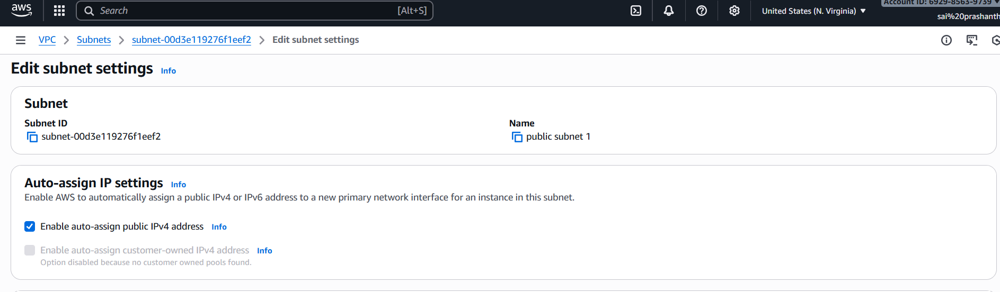 aws
Search [Alt+S]
United States (N. Virginia)
Account ID: 6929-8563-9739
sai%20prashanth
VPC > Subnets > subnet-00d3e119276f1eef2 > Edit subnet settings
Edit subnet settings Info
Subnet
Subnet ID
subnet-00d3e119276f1eef2
Name
public subnet 1
Auto-assign IP settings Info
Enable AWS to automatically assign a public IPv4 or IPv6 address to a new primary network interface for an instance in this subnet.
Enable auto-assign public IPv4 address Info
Enable auto-assign customer-owned IPv4 address Info
Option disabled because no customer owned pools found.